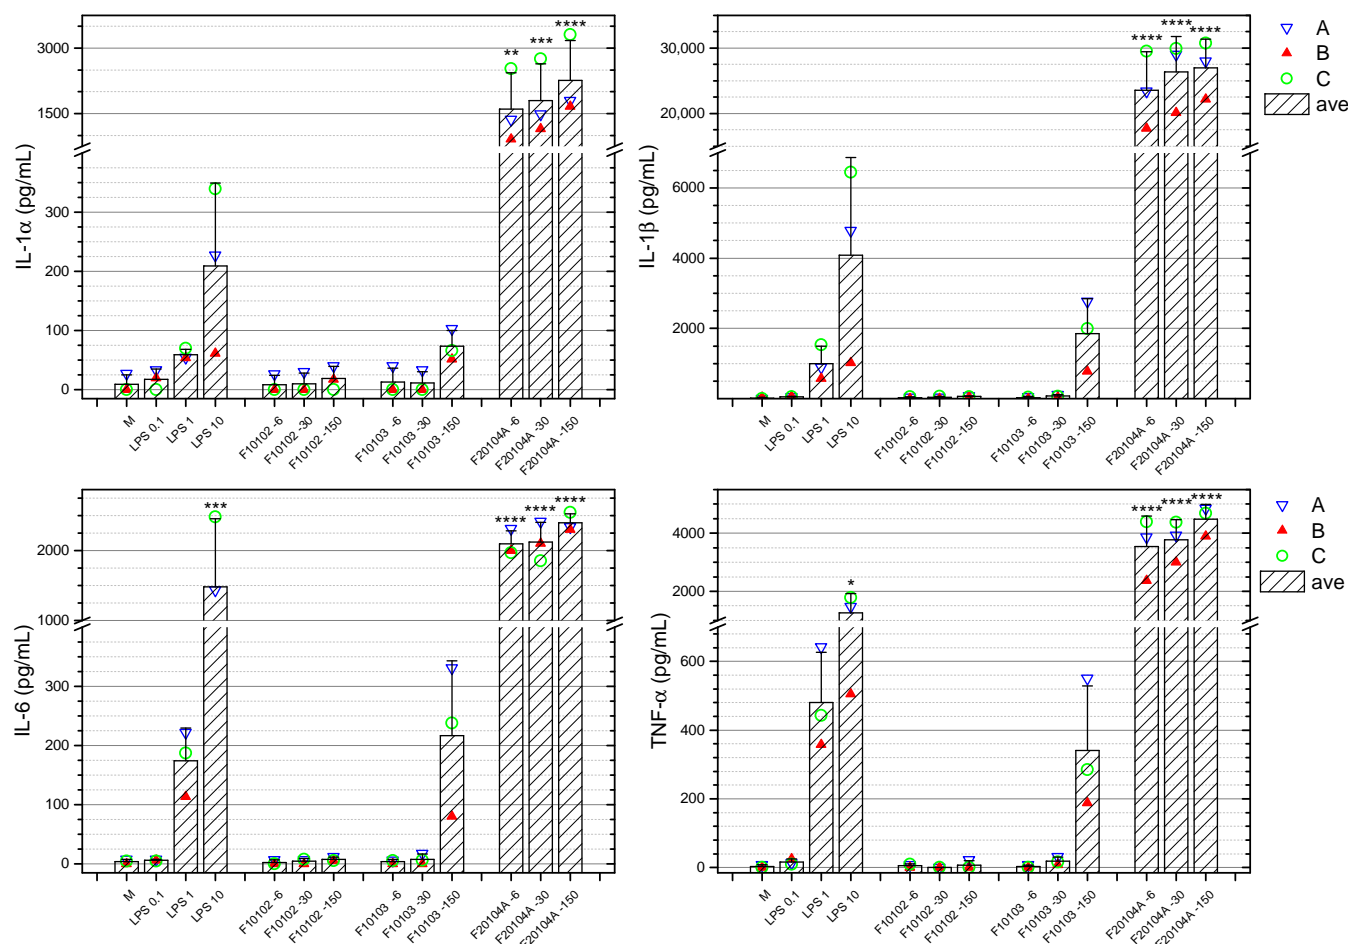 IL-1α (pg/mL)
3000
1500
300
200
100
0
** *** ****
M LPS 0.1 LPS 1 LPS 10 F10102 -6 F10102 -30 F10102 -150 F10103 -6 F10103 -30 F10103 -150 F20104A -6 F20104A -30 F20104A -150
IL-1β (pg/mL)
30,000
20,000
6000
4000
2000
**** **** ****
M LPS 0.1 LPS 1 LPS 10 F10102 -6 F10102 -30 F10102 -150 F10103 -6 F10103 -30 F10103 -150 F20104A -6 F20104A -30 F20104A -150
A
B
C
ave
IL-6 (pg/mL)
2000
1000
300
200
100
0
*** **** **** ****
M LPS 0.1 LPS 1 LPS 10 F10102 -6 F10102 -30 F10102 -150 F10103 -6 F10103 -30 F10103 -150 F20104A -6 F20104A -30 F20104A -150
TNF-α (pg/mL)
4000
2000
600
400
200
0
* **** **** ****
M LPS 0.1 LPS 1 LPS 10 F10102 -6 F10102 -30 F10102 -150 F10103 -6 F10103 -30 F10103 -150 F20104A -6 F20104A -30 F20104A -150
A
B
C
ave